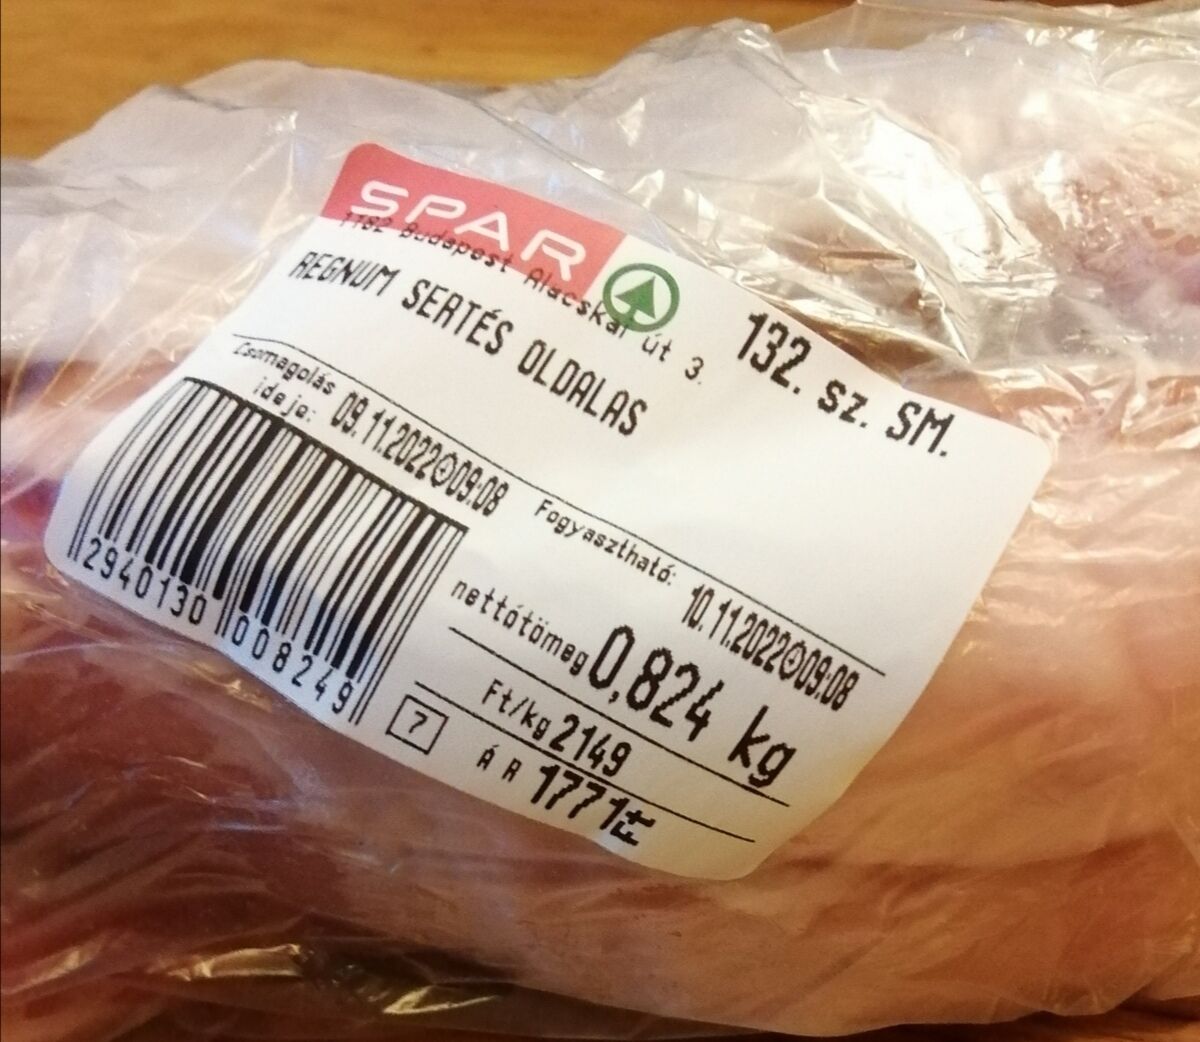 SPAR
1182 Budapest Alacskai út 3.
132. sz. SM.
REGNUM SERTÉS OLDALAS
Csomagolás ideje: 09.11.2022 09:08
Fogyasztható: 10.11.2022 09:08
2940130 008249
nettótömeg 0,824 kg
Ft/kg 2149
7
ÁR 1771 Ft